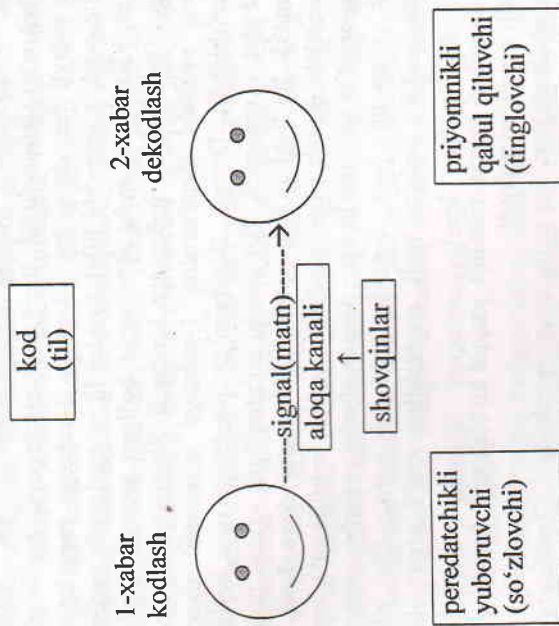 kod
(til)
1-xabar
kodlash
2-xabar
dekodlash
signal(matn)
aloqa kanali
shovqinlar
peredatchikli
yuboruvchi
(so‘zlovchi)
priyomnikli
qabul qiluvchi
(tinglovchi)